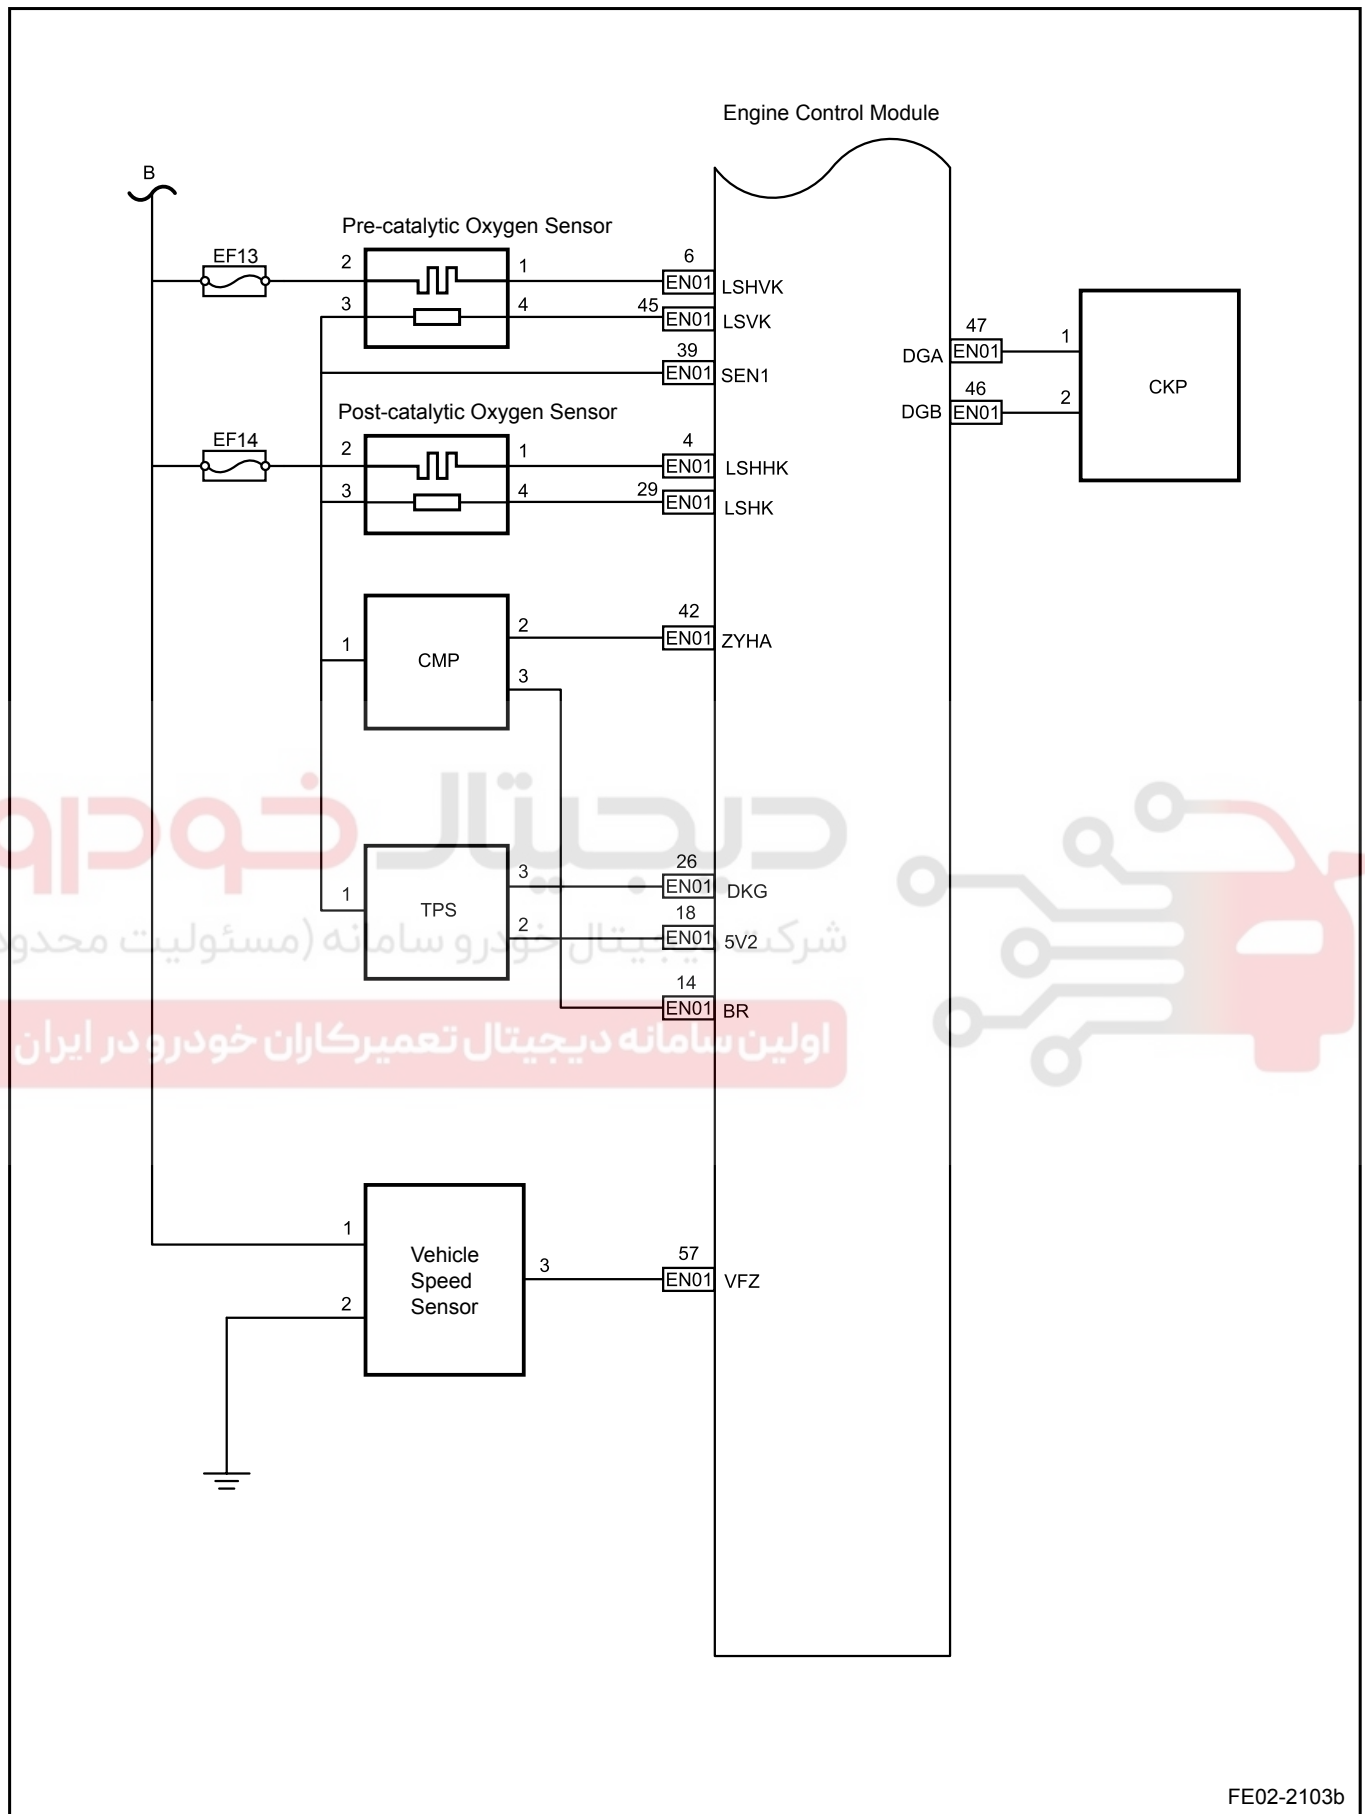 Engine Control Module
B
Pre-catalytic Oxygen Sensor
EF13
2
1
6
EN01
LSHVK
3
4
45
EN01
LSVK
39
EN01
SEN1
47
DGA
EN01
1
46
DGB
EN01
2
CKP
Post-catalytic Oxygen Sensor
EF14
2
1
4
EN01
LSHHK
3
4
29
EN01
LSHK
1
CMP
2
42
EN01
ZYHA
3
دیجیتال خودرو
1
TPS
3
26
EN01
DKG
2
18
EN01
5V2
شرکت دیجیتال خودرو سامانه (مسئولیت محدود
14
EN01
BR
اولین سامانه دیجیتال تعمیرکاران خودرو در ایران
1
Vehicle
Speed
Sensor
2
3
57
EN01
VFZ
FE02-2103b